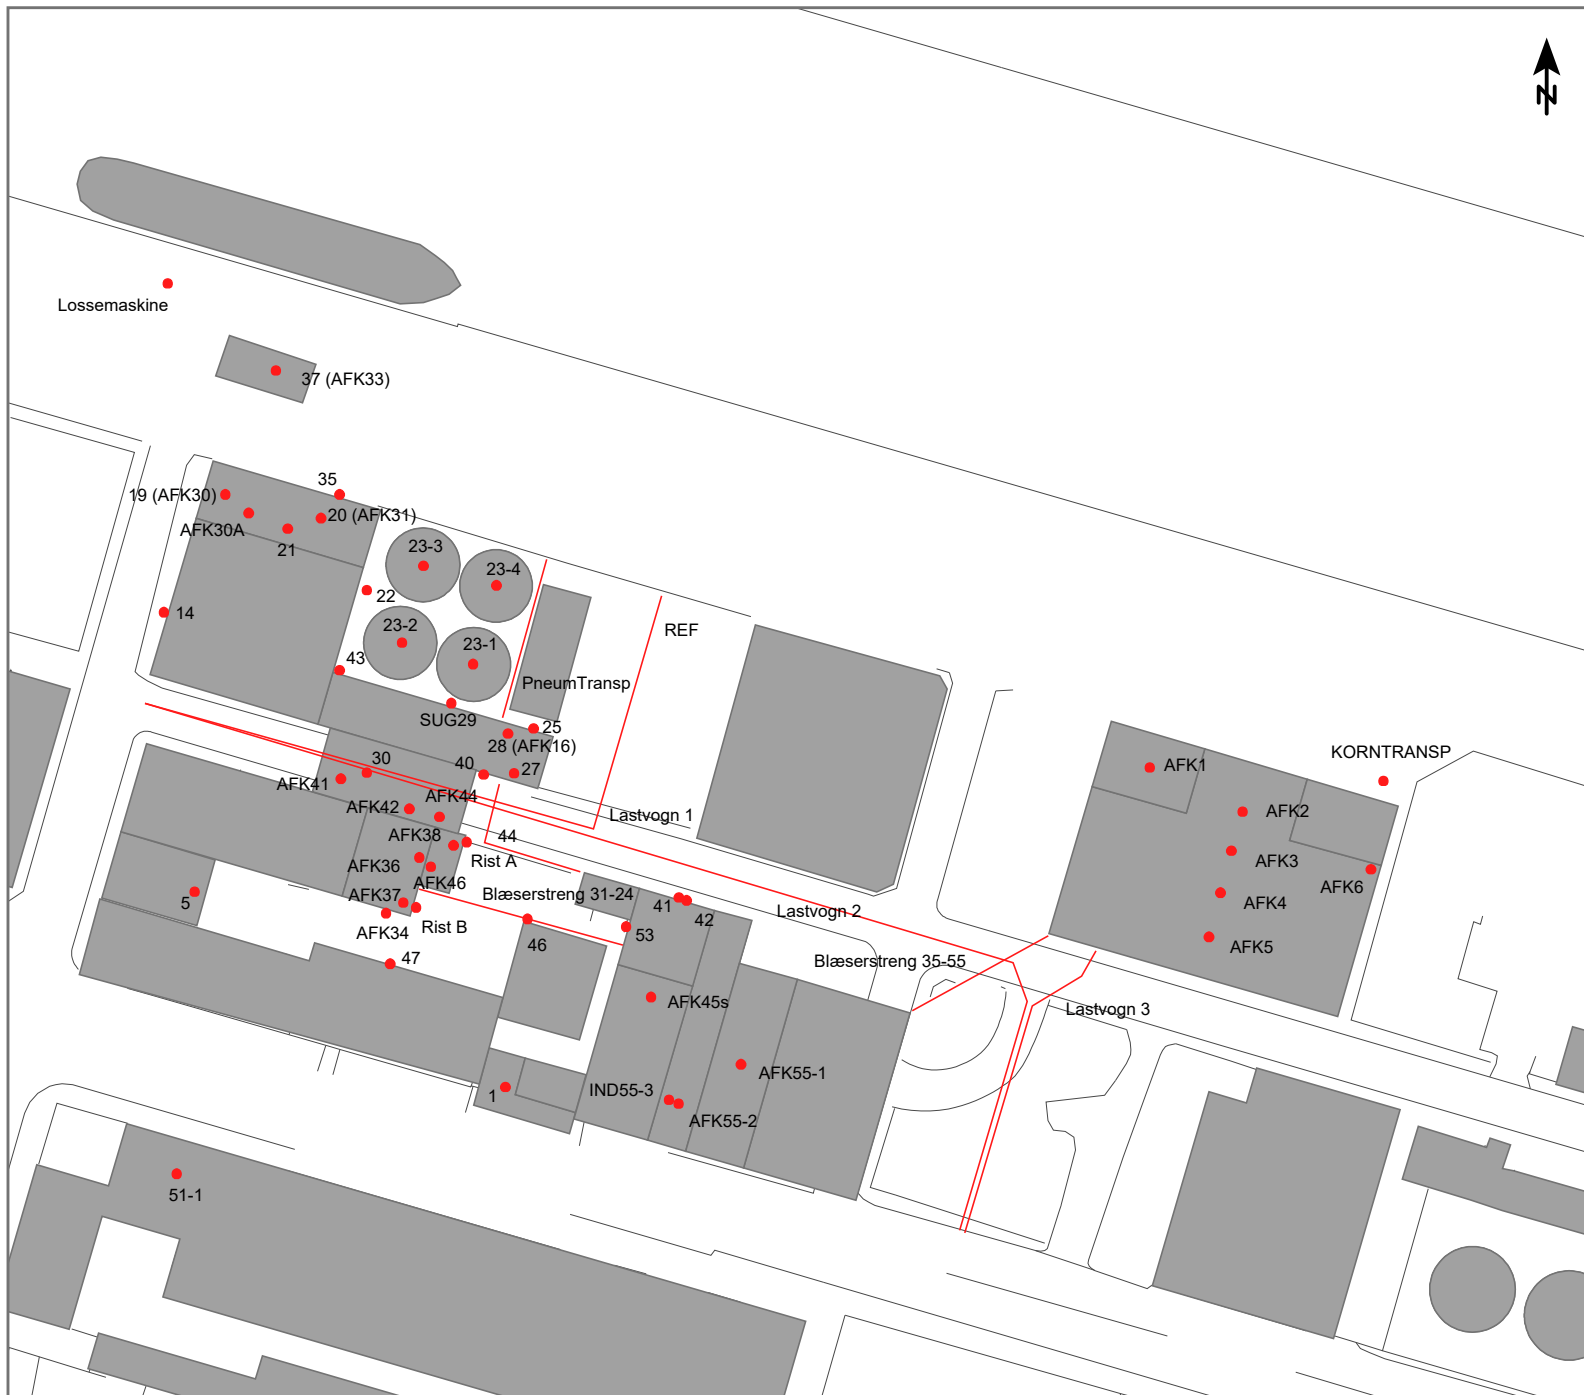 N
Lossemaskine
37 (AFK33)
35
19 (AFK30)
20 (AFK31)
AFK30A
21
23-3
23-4
22
14
23-2
23-1
REF
43
PneumTransp
SUG29
25
28 (AFK16)
27
40
30
AFK41
AFK44
AFK42
Lastvogn 1
AFK38
44
Rist A
AFK36
AFK46
AFK37
Blæserstreng 31-24
5
Rist B
AFK34
41
42
Lastvogn 2
53
46
47
Blæserstreng 35-55
AFK45s
KORNTRANSP
AFK1
AFK2
AFK3
AFK6
AFK4
AFK5
Lastvogn 3
AFK55-1
IND55-3
1
AFK55-2
51-1